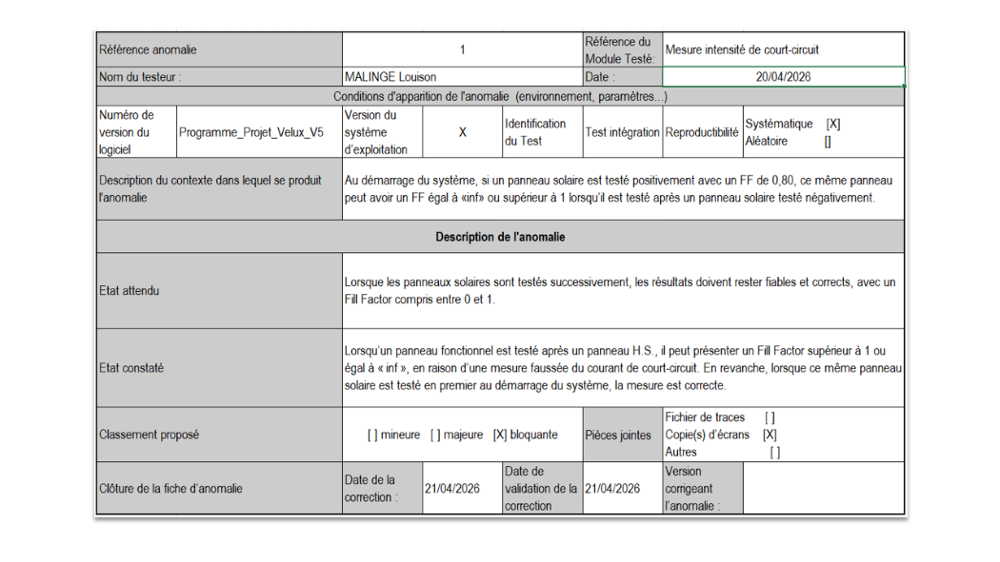 Référence anomalie
1
Référence du
Module Testé:
Mesure intensité de court-circuit
Nom du testeur :
MALINGE Louison
Date :
20/04/2026
Conditions d'apparition de l'anomalie (environnement, paramètres...)
Numéro de
version du
logiciel
Programme_Projet_Velux_V5
Version du
système
d'exploitation
X
Identification
du Test
Test intégration
Reproductibilité
Systématique [X]
Aléatoire []
Description du contexte dans lequel se produit
l'anomalie
Au démarrage du système, si un panneau solaire est testé positivement avec un FF de 0,80, ce même panneau
peut avoir un FF égal à «inf» ou supérieur à 1 lorsqu'il est testé après un panneau solaire testé négativement.
Description de l'anomalie
Etat attendu
Lorsque les panneaux solaires sont testés successivement, les résultats doivent rester fiables et corrects, avec un
Fill Factor compris entre 0 et 1.
Etat constaté
Lorsqu'un panneau fonctionnel est testé après un panneau H.S., il peut présenter un Fill Factor supérieur à 1 ou
égal à « inf », en raison d'une mesure faussée du courant de court-circuit. En revanche, lorsque ce même panneau
solaire est testé en premier au démarrage du système, la mesure est correcte.
Classement proposé
[ ] mineure [ ] majeure [X] bloquante
Pièces jointes
Fichier de traces [ ]
Copie(s) d'écrans [X]
Autres [ ]
Clôture de la fiche d'anomalie
Date de la
correction :
21/04/2026
Date de
validation de la
correction
21/04/2026
Version
corrigeant
l'anomalie :